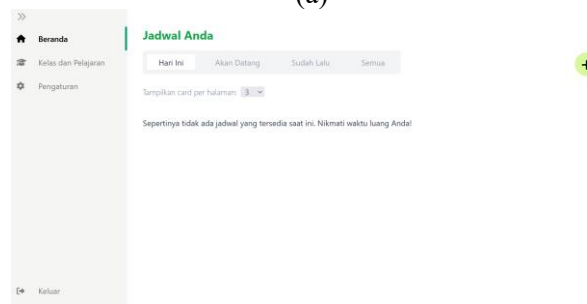 (a)
Beranda
Kelas dan Pelajaran
Pengaturan
Keluar
Jadwal Anda
Hari Ini Akan Datang Sudah Lalu Semua
Tampilkan card per halaman: 3
Sepertinya tidak ada jadwal yang tersedia saat ini. Nikmati waktu luang Anda!
+